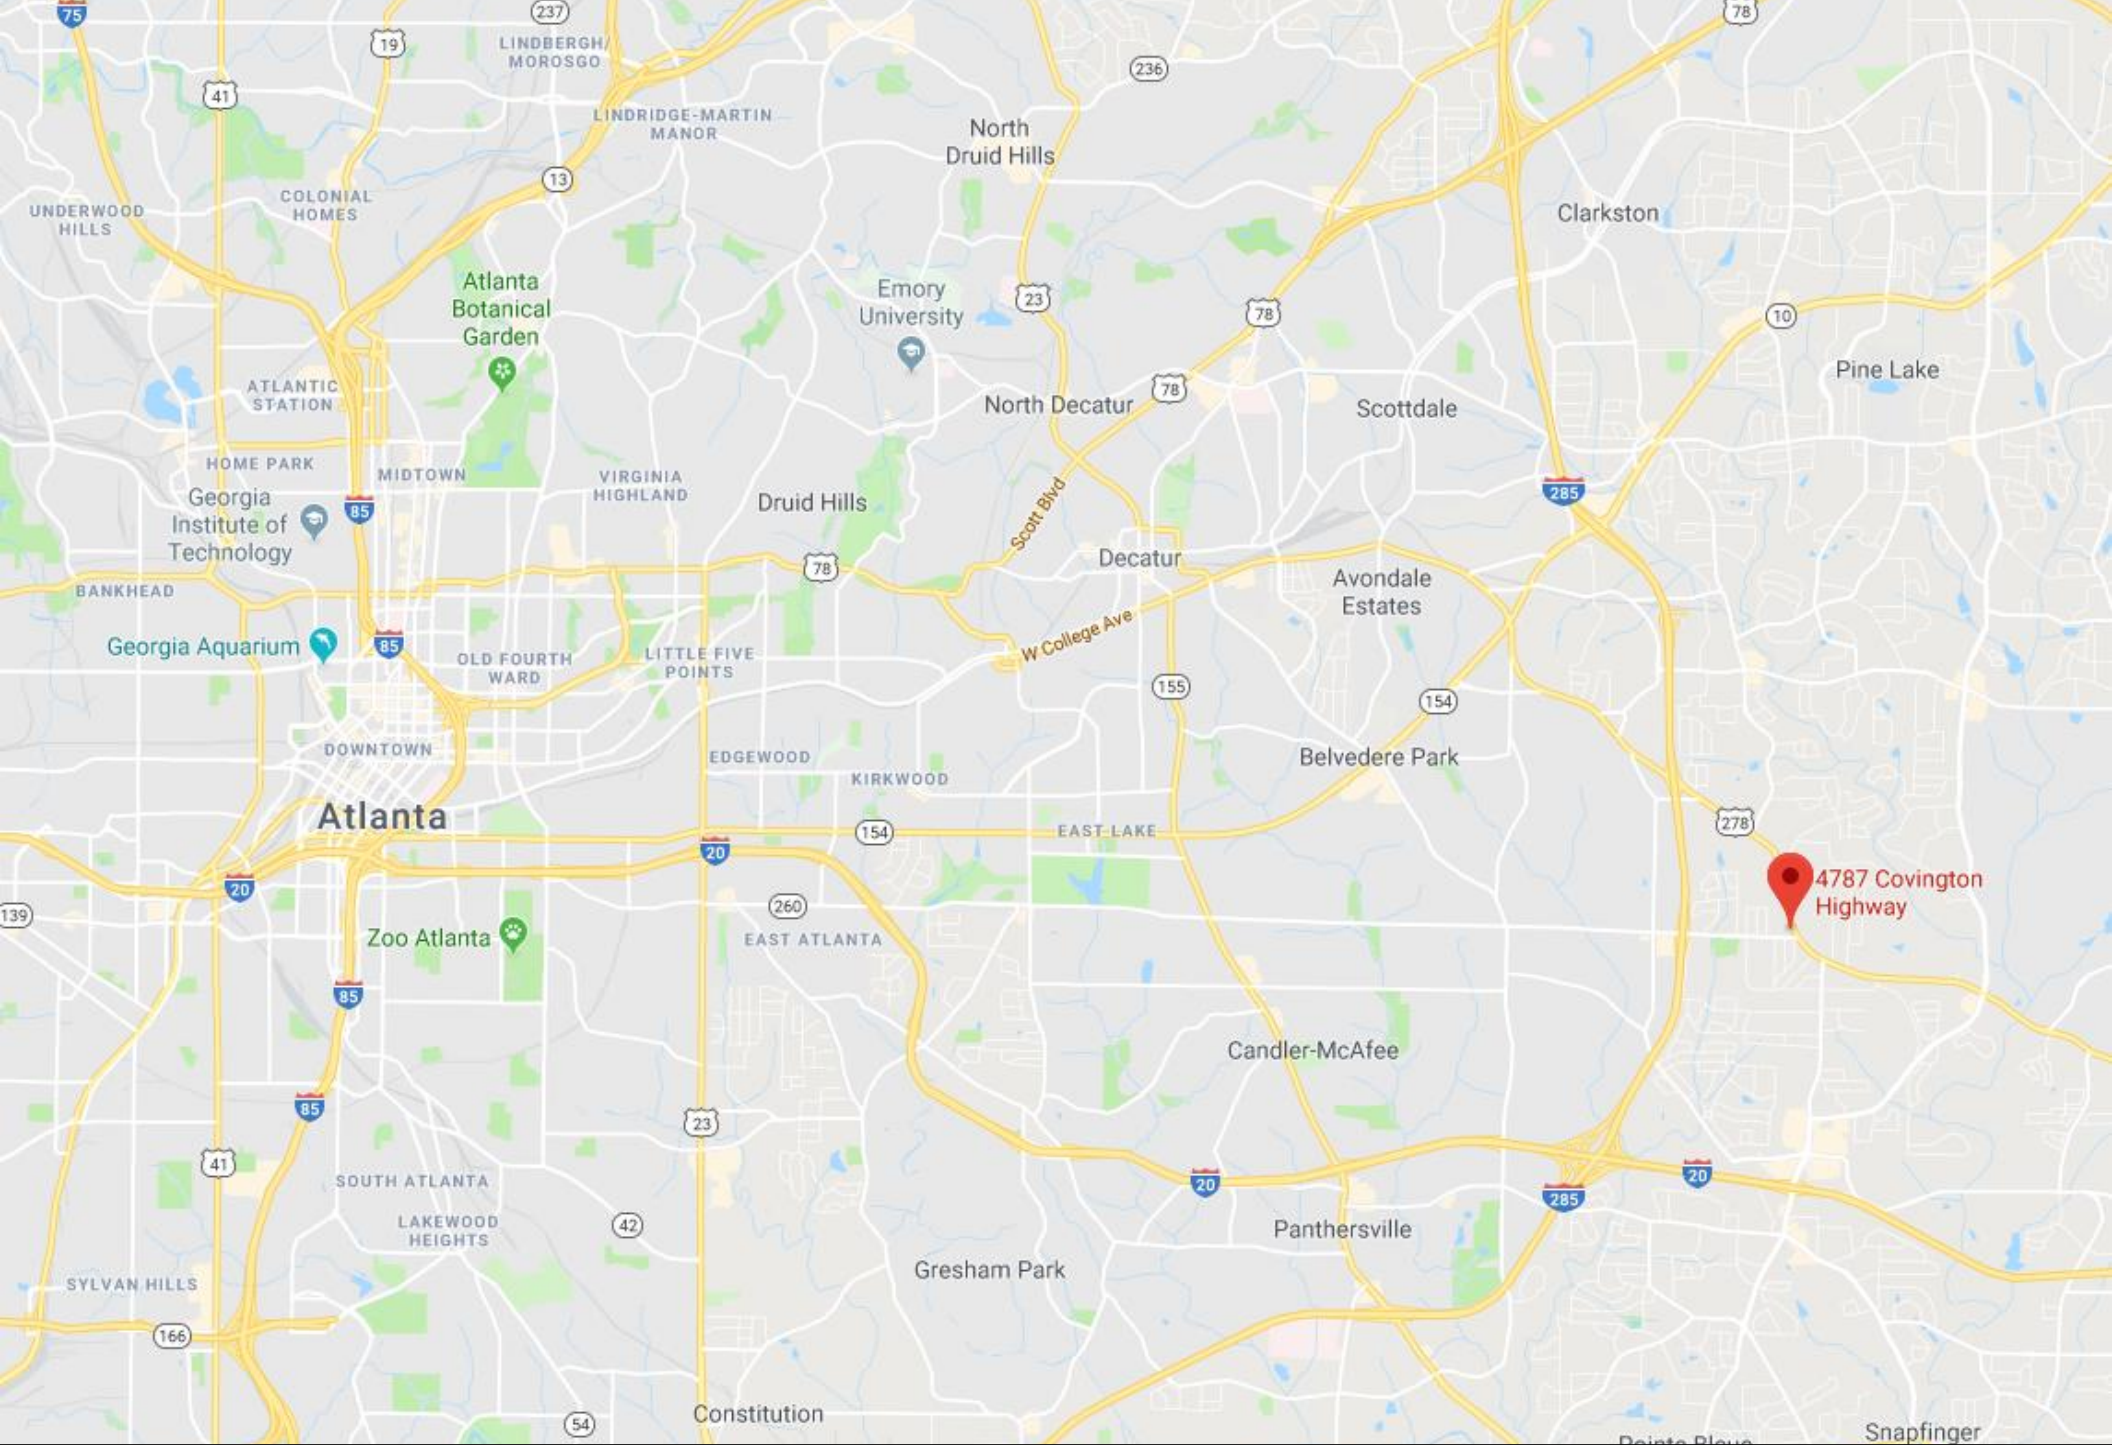 75
237
19
LINDBERGH/
MOROSGO
78
41
236
LINDRIDGE-MARTIN
MANOR
North
Druid Hills
13
COLONIAL
HOMES
UNDERWOOD
HILLS
Clarkston
Atlanta
Botanical
Garden
Emory
University
23
78
10
Pine Lake
ATLANTIC
STATION
78
North Decatur
Scottdale
HOME PARK
MIDTOWN
VIRGINIA
HIGHLAND
Georgia
Institute of
Technology
85
Druid Hills
Scott Blvd
285
78
Decatur
Avondale
Estates
BANKHEAD
Georgia Aquarium
85
OLD FOURTH
WARD
LITTLE FIVE
POINTS
W College Ave
155
154
DOWNTOWN
EDGEWOOD
KIRKWOOD
Belvedere Park
Atlanta
154
EAST LAKE
278
20
20
4787 Covington
Highway
139
260
Zoo Atlanta
EAST ATLANTA
85
Candler-McAfee
85
23
41
SOUTH ATLANTA
20
285
20
LAKEWOOD
HEIGHTS
42
Panthersville
Gresham Park
SYLVAN HILLS
166
54
Constitution
Snapfinger